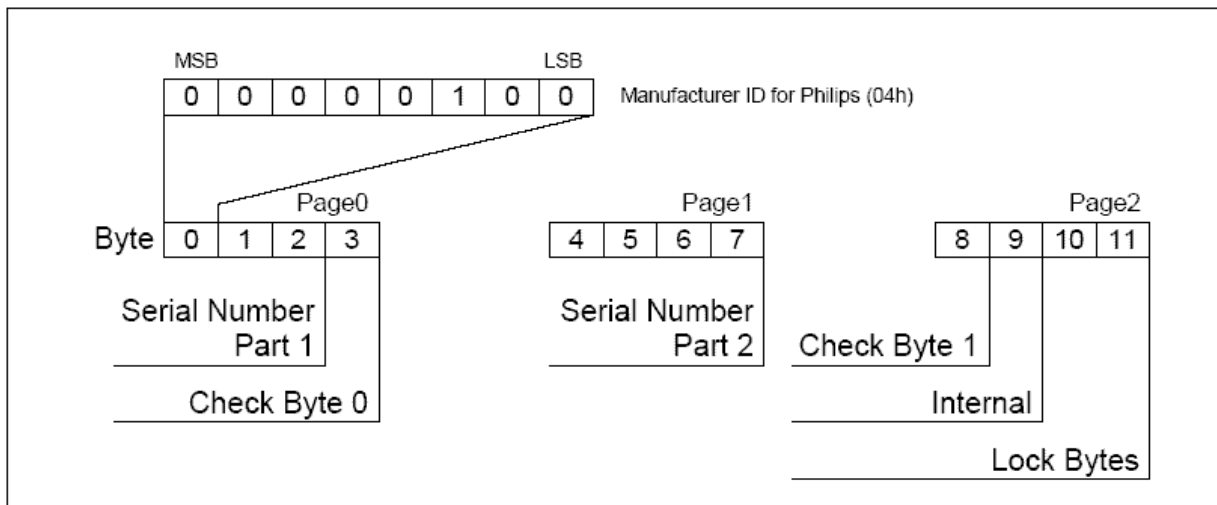 MSB LSB
0 0 0 0 0 1 0 0 Manufacturer ID for Philips (04h)
Page0 Page1 Page2
Byte 0 1 2 3 4 5 6 7 8 9 10 11
Serial Number Serial Number
Part 1 Part 2 Check Byte 1
Check Byte 0 Internal
Lock Bytes